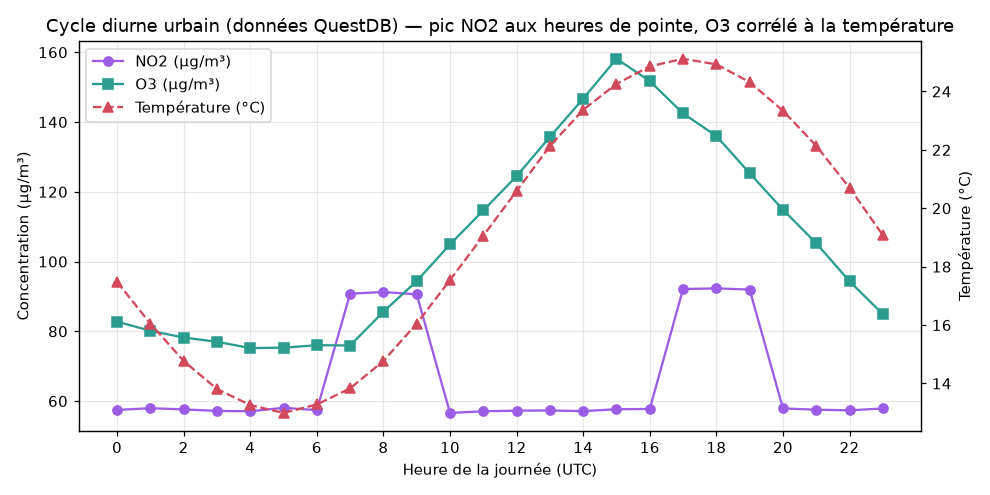 Cycle diurne urbain (données QuestDB) — pic NO2 aux heures de pointe, O3 corrélé à la température
NO2 (µg/m³)
O3 (µg/m³)
Température (°C)
160
140
120
100
80
60
Concentration (µg/m³)
24
22
20
18
16
14
Température (°C)
0 2 4 6 8 10 12 14 16 18 20 22
Heure de la journée (UTC)